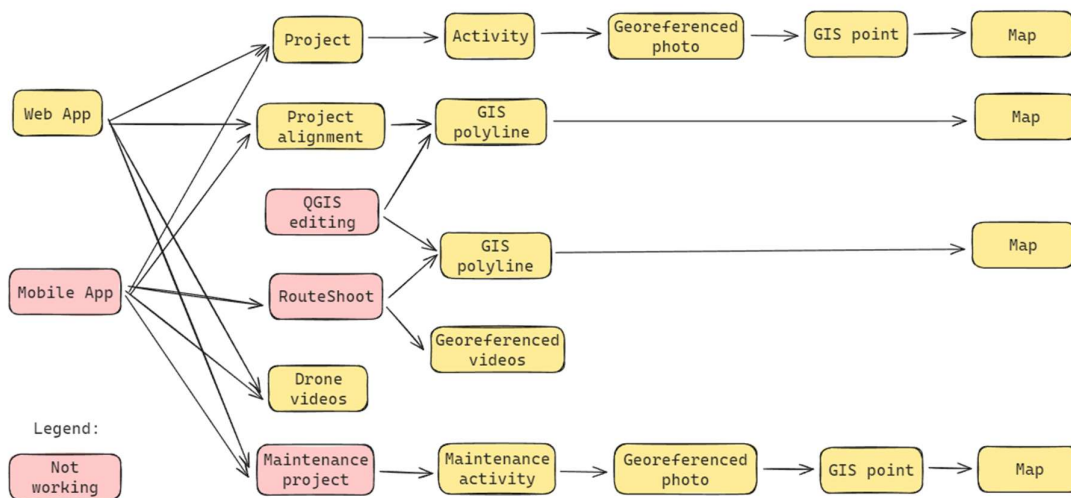 Project
Activity
Georeferenced
photo
GIS point
Map
Web App
Project
alignment
GIS
polyline
Map
QGIS
editing
GIS
polyline
Map
Mobile App
RouteShoot
Georeferenced
videos
Drone
videos
Legend:
Not
working
Maintenance
project
Maintenance
activity
Georeferenced
photo
GIS point
Map